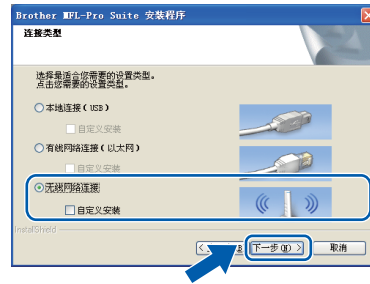 Brother MFL-Pro Suite 安装程序
连接类型
选择最适合您需要的设置类型。
点击您需要的设置类型。
本地连接(USB)
自定义安装
有线网络连接(以太网)
自定义安装
无线网络连接
自定义安装
InstallShield
下一步(N) > 取消